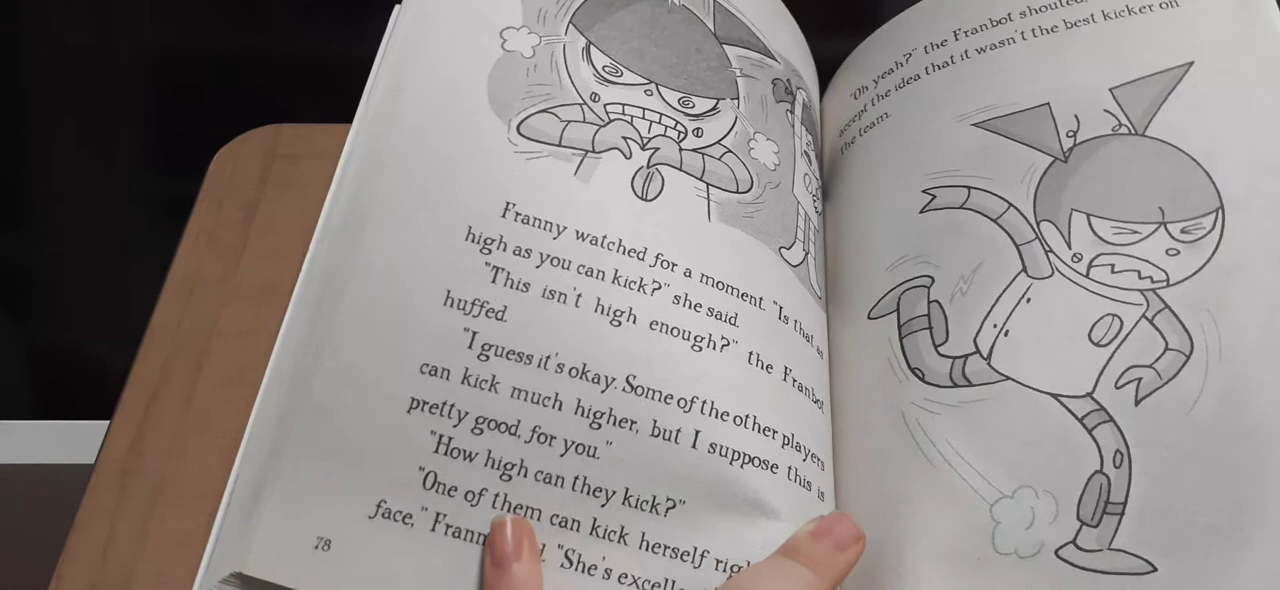 Franny watched for a moment. "Is that as
high as you can kick?" she said.
"This isn't high enough?" the Franbot
huffed.
"I guess it's okay. Some of the other players
can kick much higher, but I suppose this is
pretty good, for you."
"How high can they kick?"
"One of them can kick herself
face," "She's
78
"Oh yeah?" the Franbot shouted,
accept the idea that it wasn't the best kicker on
the team.